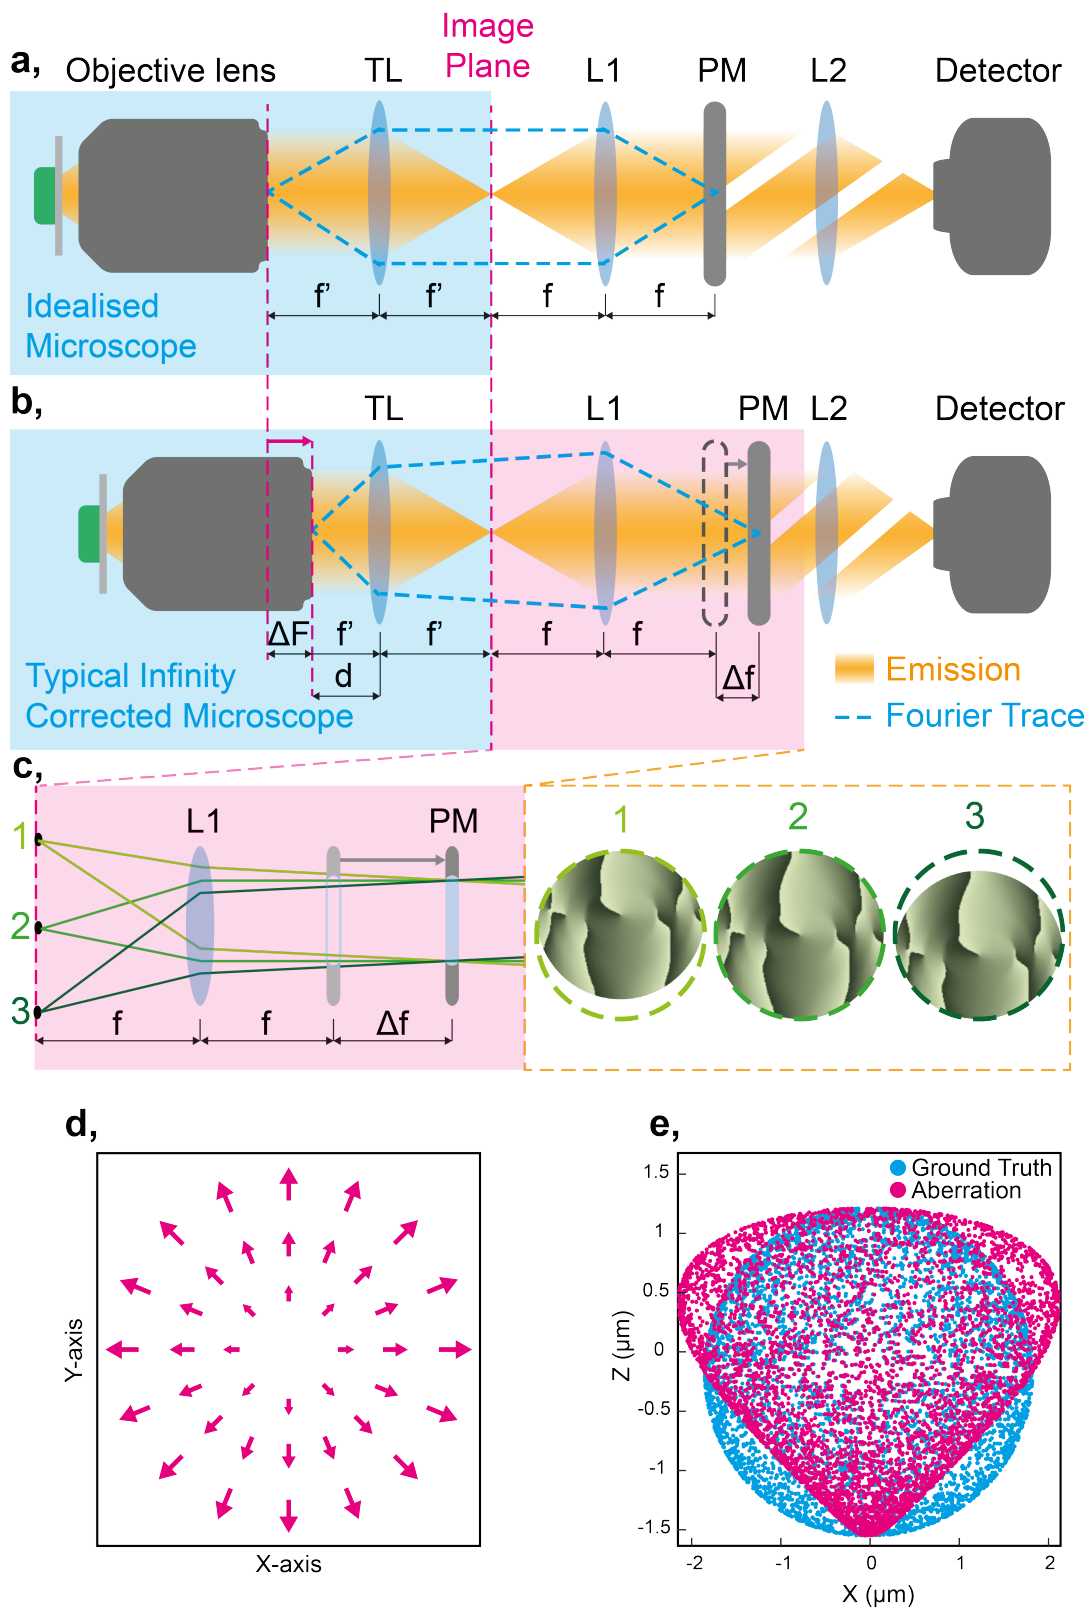 a,
Objective lens
TL
Image
Plane
L1
PM
L2
Detector
f’
f’
f
f
Idealised
Microscope
b,
TL
L1
PM
L2
Detector
ΔF
f’
f’
f
f
d
Δf
Typical Infinity
Corrected Microscope
Emission
Fourier Trace
c,
1
2
3
L1
PM
f
f
Δf
1
2
3
d,
Y-axis
X-axis
e,
Ground Truth
Aberration
1.5
1
0.5
0
-0.5
-1
-1.5
Z (μm)
-2
-1
0
1
2
X (μm)